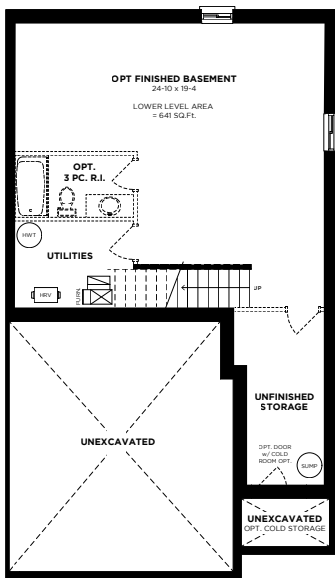 OPT FINISHED BASEMENT
24-10 x 19-4
LOWER LEVEL AREA
= 641 SQ.Ft.
OPT.
3 PC. R.I.
HWT
UTILITIES
HRV
FURN.
UP
UNFINISHED
STORAGE
UNEXCAVATED
OPT. DOOR
w/ COLD
ROOM OPT.
SUMP
UNEXCAVATED
OPT. COLD STORAGE